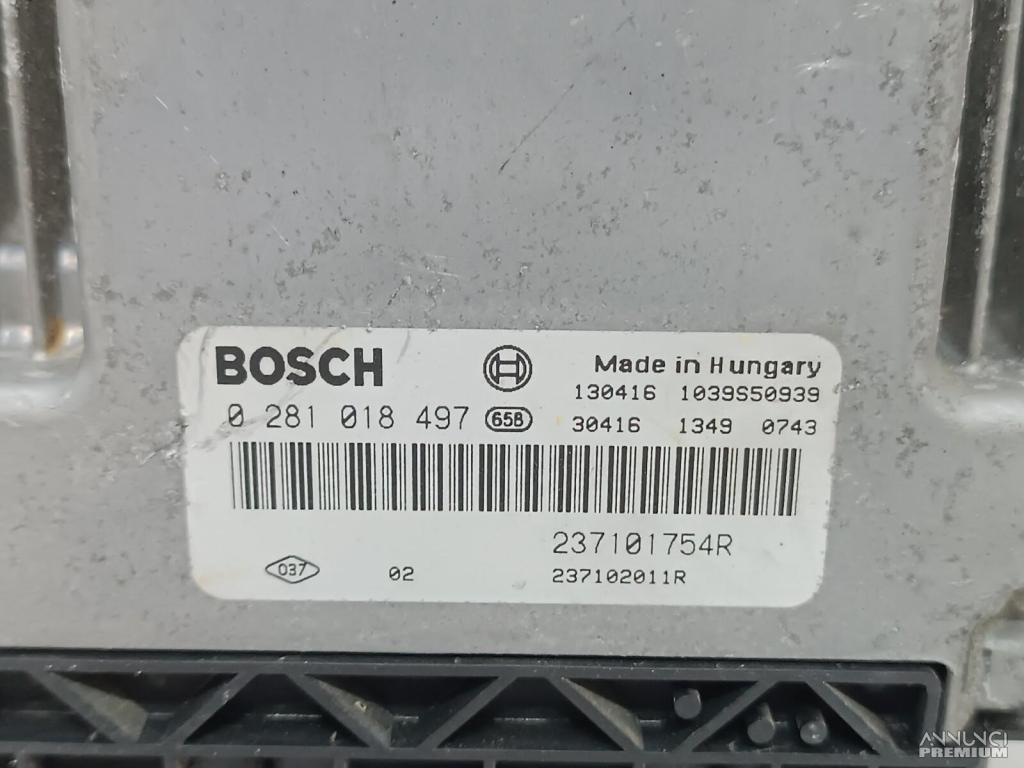 BOSCH
Made in Hungary
130416 1039S50939
0 281 018 497 65B
30416 1349 0743
237101754R
037 02
237102011R
ANNUNCI
PREMIUM